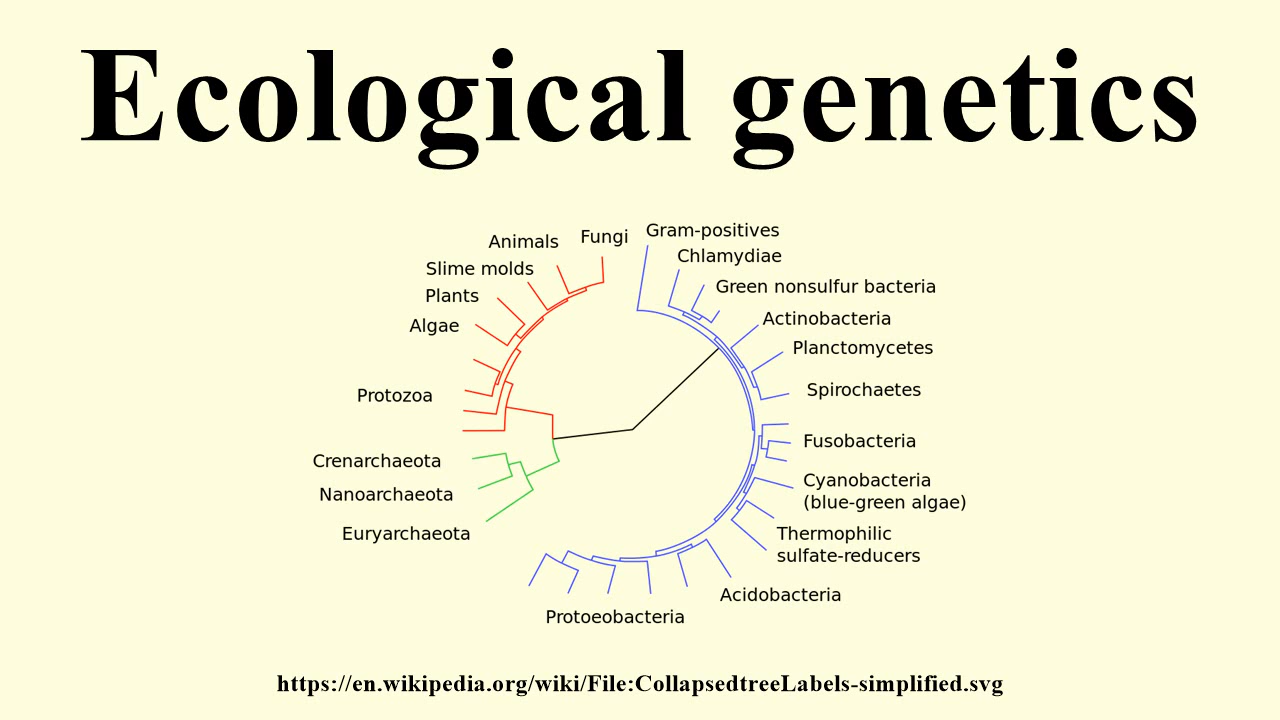 Ecological genetics
Fungi
Animals
Slime molds
Plants
Algae
Protozoa
Crenarchaeota
Nanoarchaeota
Euryarchaeota
Gram-positives
Chlamydiae
Green nonsulfur bacteria
Actinobacteria
Planctomycetes
Spirochaetes
Fusobacteria
Cyanobacteria
(blue-green algae)
Thermophilic
sulfate-reducers
Acidobacteria
Protoeobacteria
https://en.wikipedia.org/wiki/File:CollapsedtreeLabels-simplified.svg